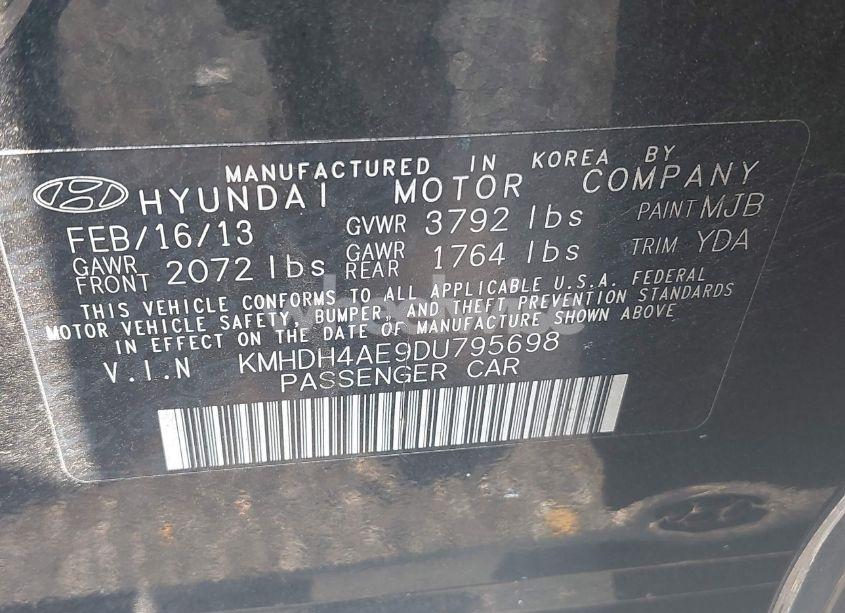 MANUFACTURED IN KOREA BY
HYUNDAI MOTOR COMPANY
FEB/16/13 GVWR 3792 lbs PAINT MJB
GAWR FRONT 2072 lbs GAWR REAR 1764 lbs TRIM YDA
THIS VEHICLE CONFORMS TO ALL APPLICABLE U.S.A. FEDERAL
MOTOR VEHICLE SAFETY, BUMPER, AND THEFT PREVENTION STANDARDS
IN EFFECT ON THE DATE OF MANUFACTURE SHOWN ABOVE
V.I.N KMHDH4AE9DU795698
PASSENGER CAR